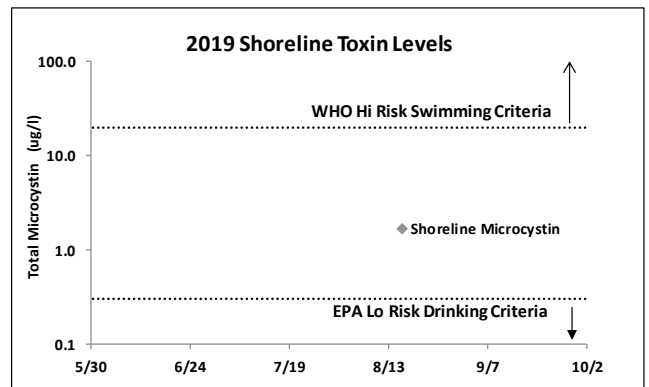 2019 Shoreline Toxin Levels
100.0
WHO Hi Risk Swimming Criteria
10.0
Total Microcystin (ug/l)
Shoreline Microcystin
1.0
EPA Lo Risk Drinking Criteria
0.1
5/30 6/24 7/19 8/13 9/7 10/2